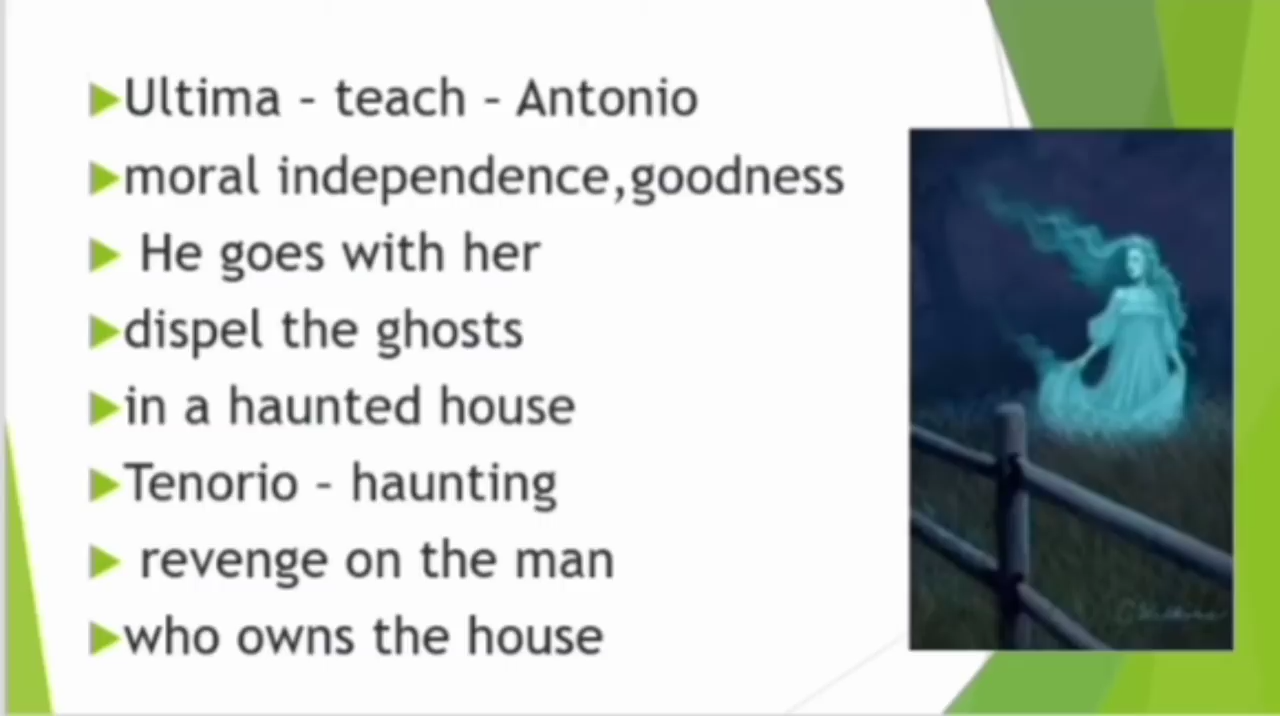 Ultima – teach – Antonio
moral independence,goodness
He goes with her
dispel the ghosts
in a haunted house
Tenorio – haunting
revenge on the man
who owns the house